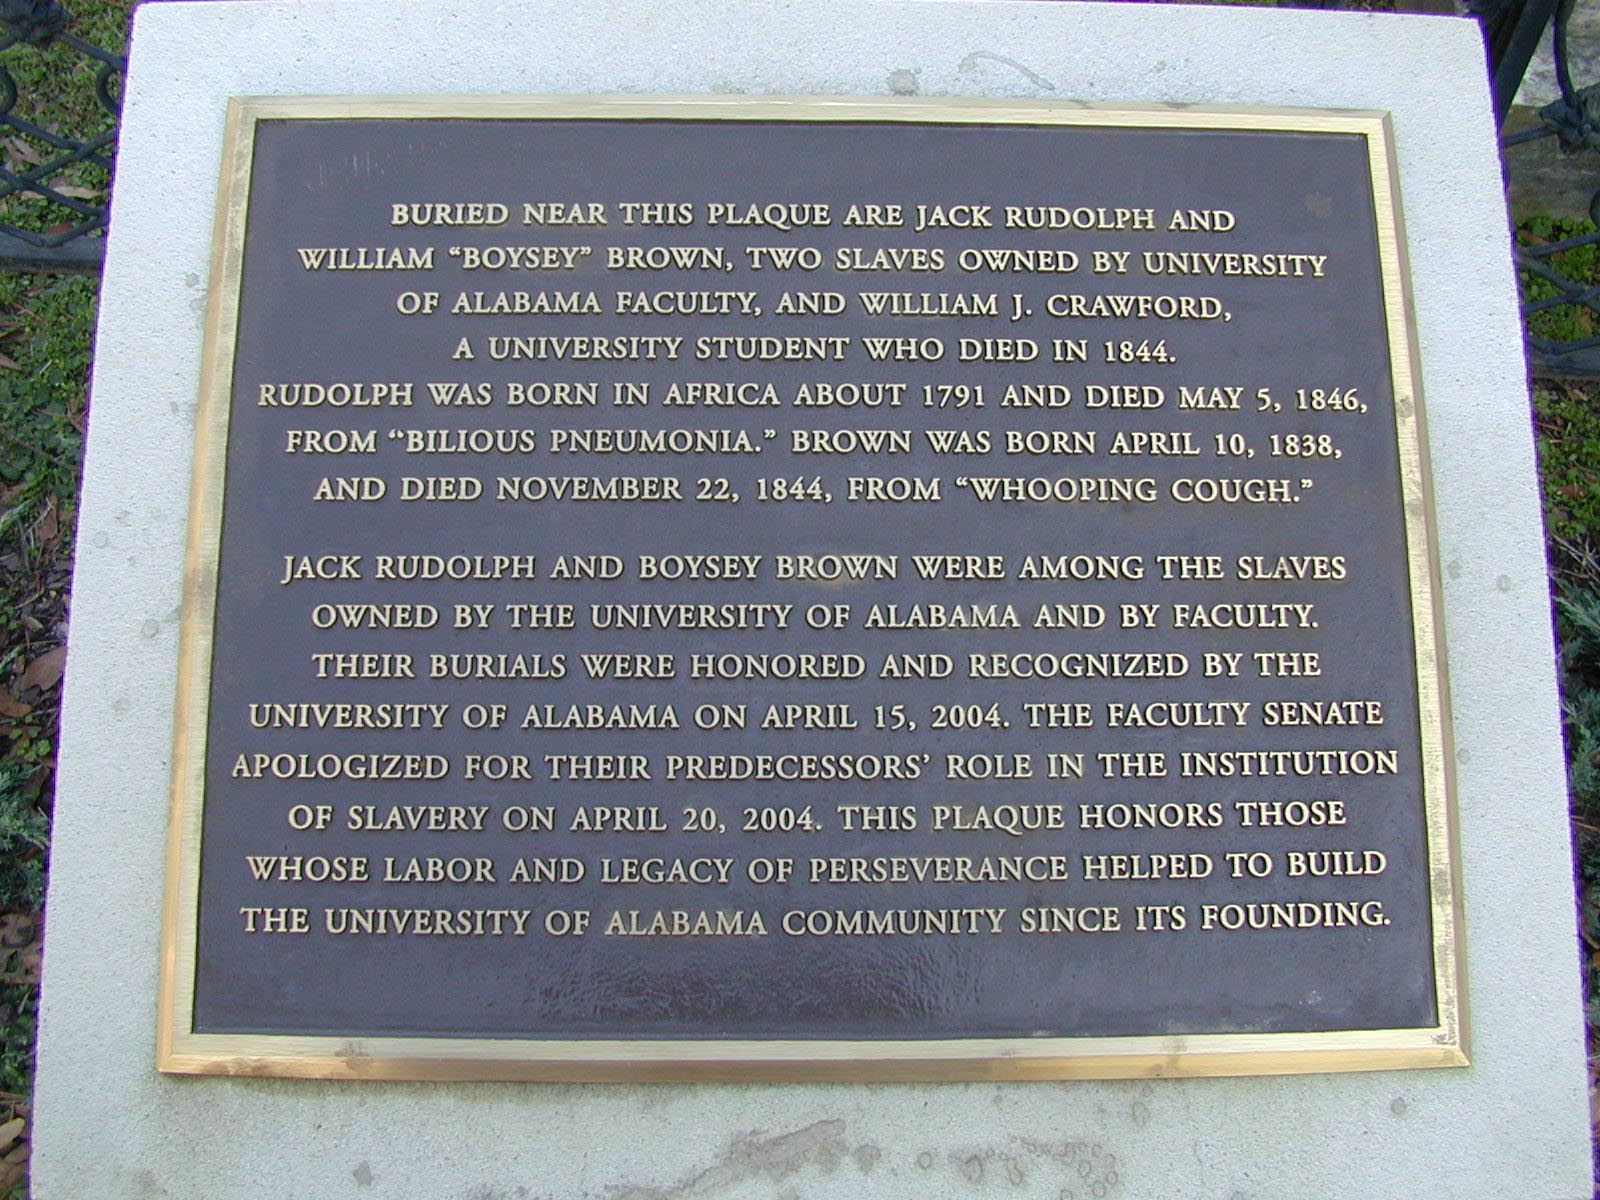 BURIED NEAR THIS PLAQUE ARE JACK RUDOLPH AND
WILLIAM “BOYSEY” BROWN, TWO SLAVES OWNED BY UNIVERSITY
OF ALABAMA FACULTY, AND WILLIAM J. CRAWFORD,
A UNIVERSITY STUDENT WHO DIED IN 1844.
RUDOLPH WAS BORN IN AFRICA ABOUT 1791 AND DIED MAY 5, 1846,
FROM “BILIOUS PNEUMONIA.” BROWN WAS BORN APRIL 10, 1838,
AND DIED NOVEMBER 22, 1844, FROM “WHOOPING COUGH.”
JACK RUDOLPH AND BOYSEY BROWN WERE AMONG THE SLAVES
OWNED BY THE UNIVERSITY OF ALABAMA AND BY FACULTY.
THEIR BURIALS WERE HONORED AND RECOGNIZED BY THE
UNIVERSITY OF ALABAMA ON APRIL 15, 2004. THE FACULTY SENATE
APOLOGIZED FOR THEIR PREDECESSORS’ ROLE IN THE INSTITUTION
OF SLAVERY ON APRIL 20, 2004. THIS PLAQUE HONORS THOSE
WHOSE LABOR AND LEGACY OF PERSEVERANCE HELPED TO BUILD
THE UNIVERSITY OF ALABAMA COMMUNITY SINCE ITS FOUNDING.